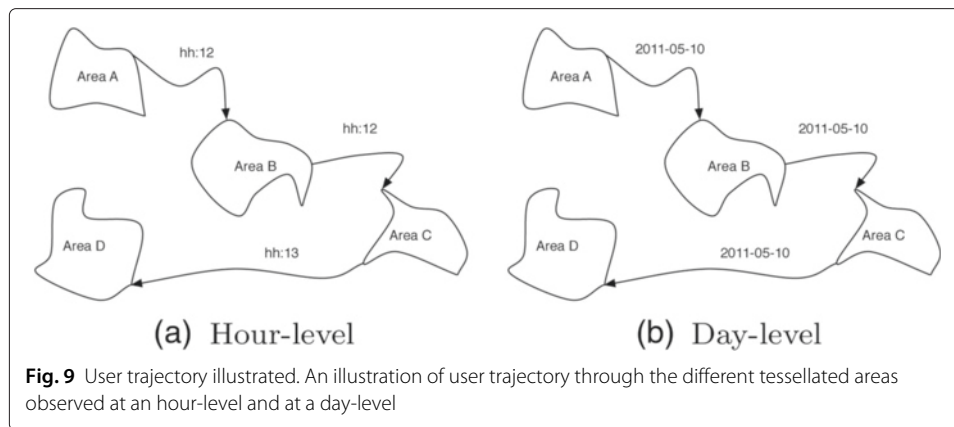 hh:12
Area A
hh:12
Area B
Area D
Area C
hh:13
(a) Hour-level
2011-05-10
Area A
2011-05-10
Area B
Area D
Area C
2011-05-10
(b) Day-level
Fig. 9 User trajectory illustrated. An illustration of user trajectory through the different tessellated areas
observed at an hour-level and at a day-level